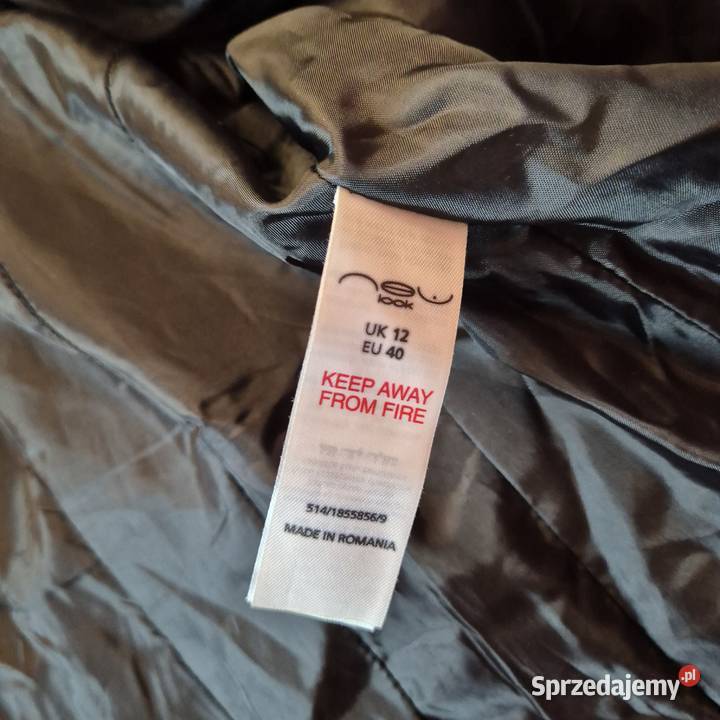 new
look
UK 12
EU 40
KEEP AWAY
FROM FIRE
514/1855856/9
MADE IN ROMANIA
Sprzedajemy.pl